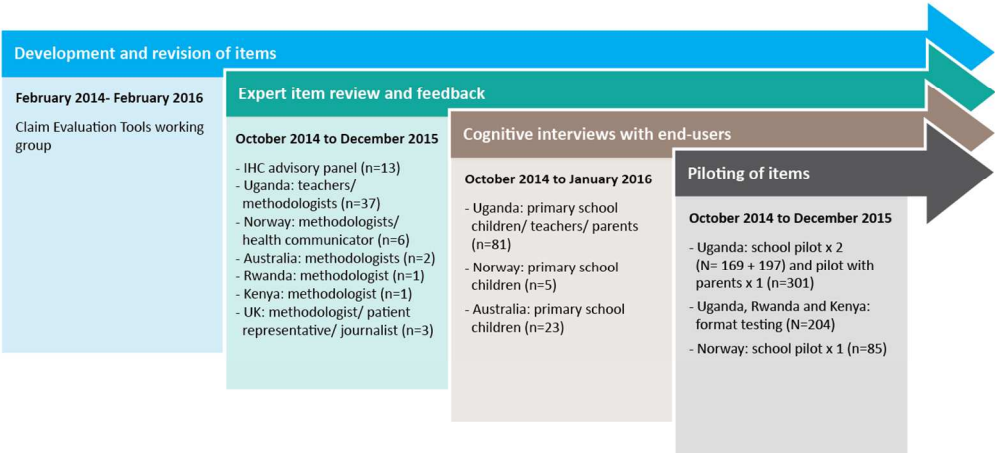 Development and revision of items
February 2014- February 2016
Claim Evaluation Tools working
group
Expert item review and feedback
October 2014 to December 2015
- IHC advisory panel (n=13)
- Uganda: teachers/
methodologists (n=37)
- Norway: methodologists/
health communicator (n=6)
- Australia: methodologists (n=2)
- Rwanda: methodologist (n=1)
- Kenya: methodologist (n=1)
- UK: methodologist/ patient
representative/ journalist (n=3)
Cognitive interviews with end-users
October 2014 to January 2016
- Uganda: primary school
children/ teachers/ parents
(n=81)
- Norway: primary school
children (n=5)
- Australia: primary school
children (n=23)
Piloting of items
October 2014 to December 2015
- Uganda: school pilot x 2
(N= 169 + 197) and pilot with
parents x 1 (n=301)
- Uganda, Rwanda and Kenya:
format testing (N=204)
- Norway: school pilot x 1 (n=85)